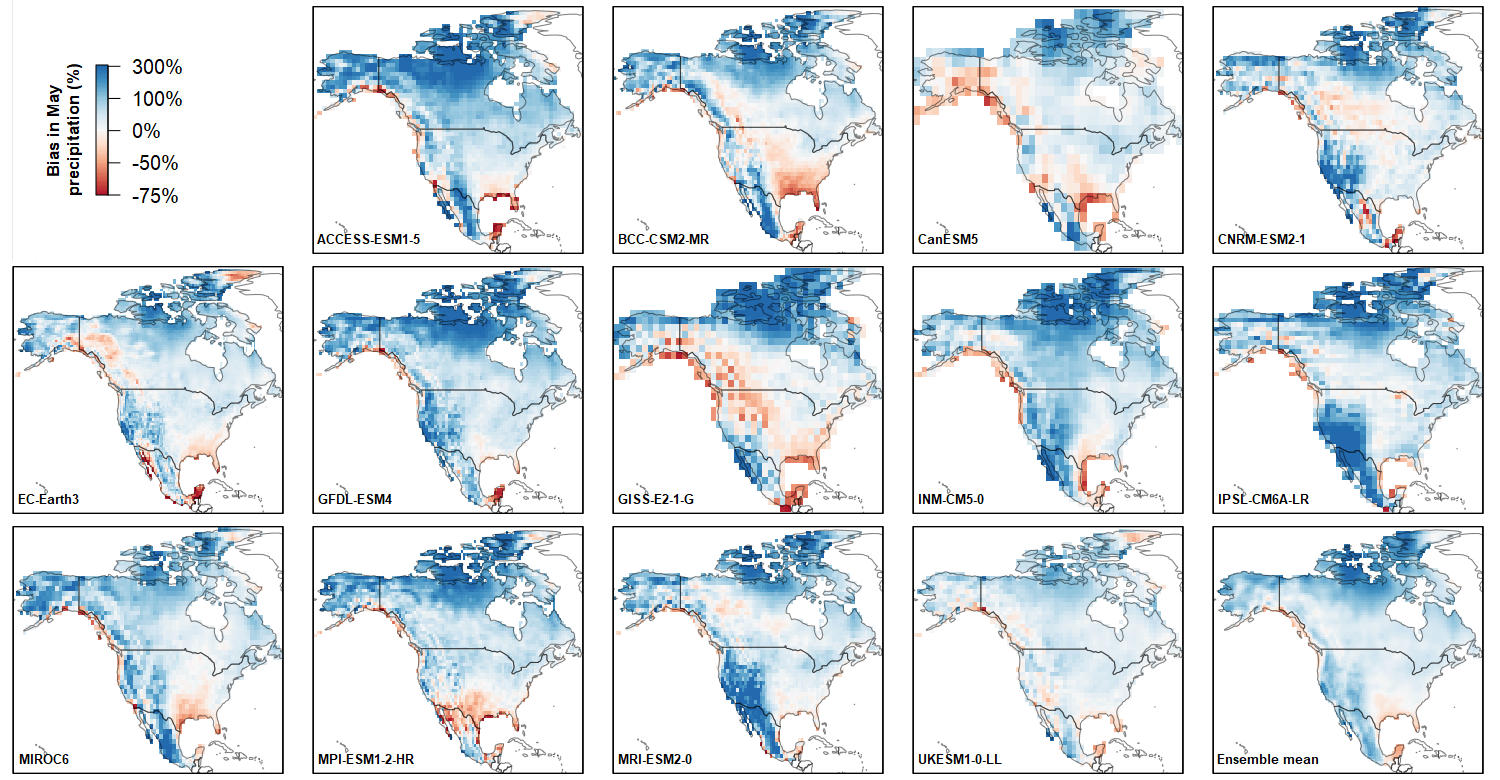 Bias in May
precipitation (%)
300%
100%
0%
-50%
-75%
ACCESS-ESM1-5
BCC-CSM2-MR
CanESM5
CNRM-ESM2-1
EC-Earth3
GFDL-ESM4
GISS-E2-1-G
INM-CM5-0
IPSL-CM6A-LR
MIROC6
MPI-ESM1-2-HR
MRI-ESM2-0
UKESM1-0-LL
Ensemble mean